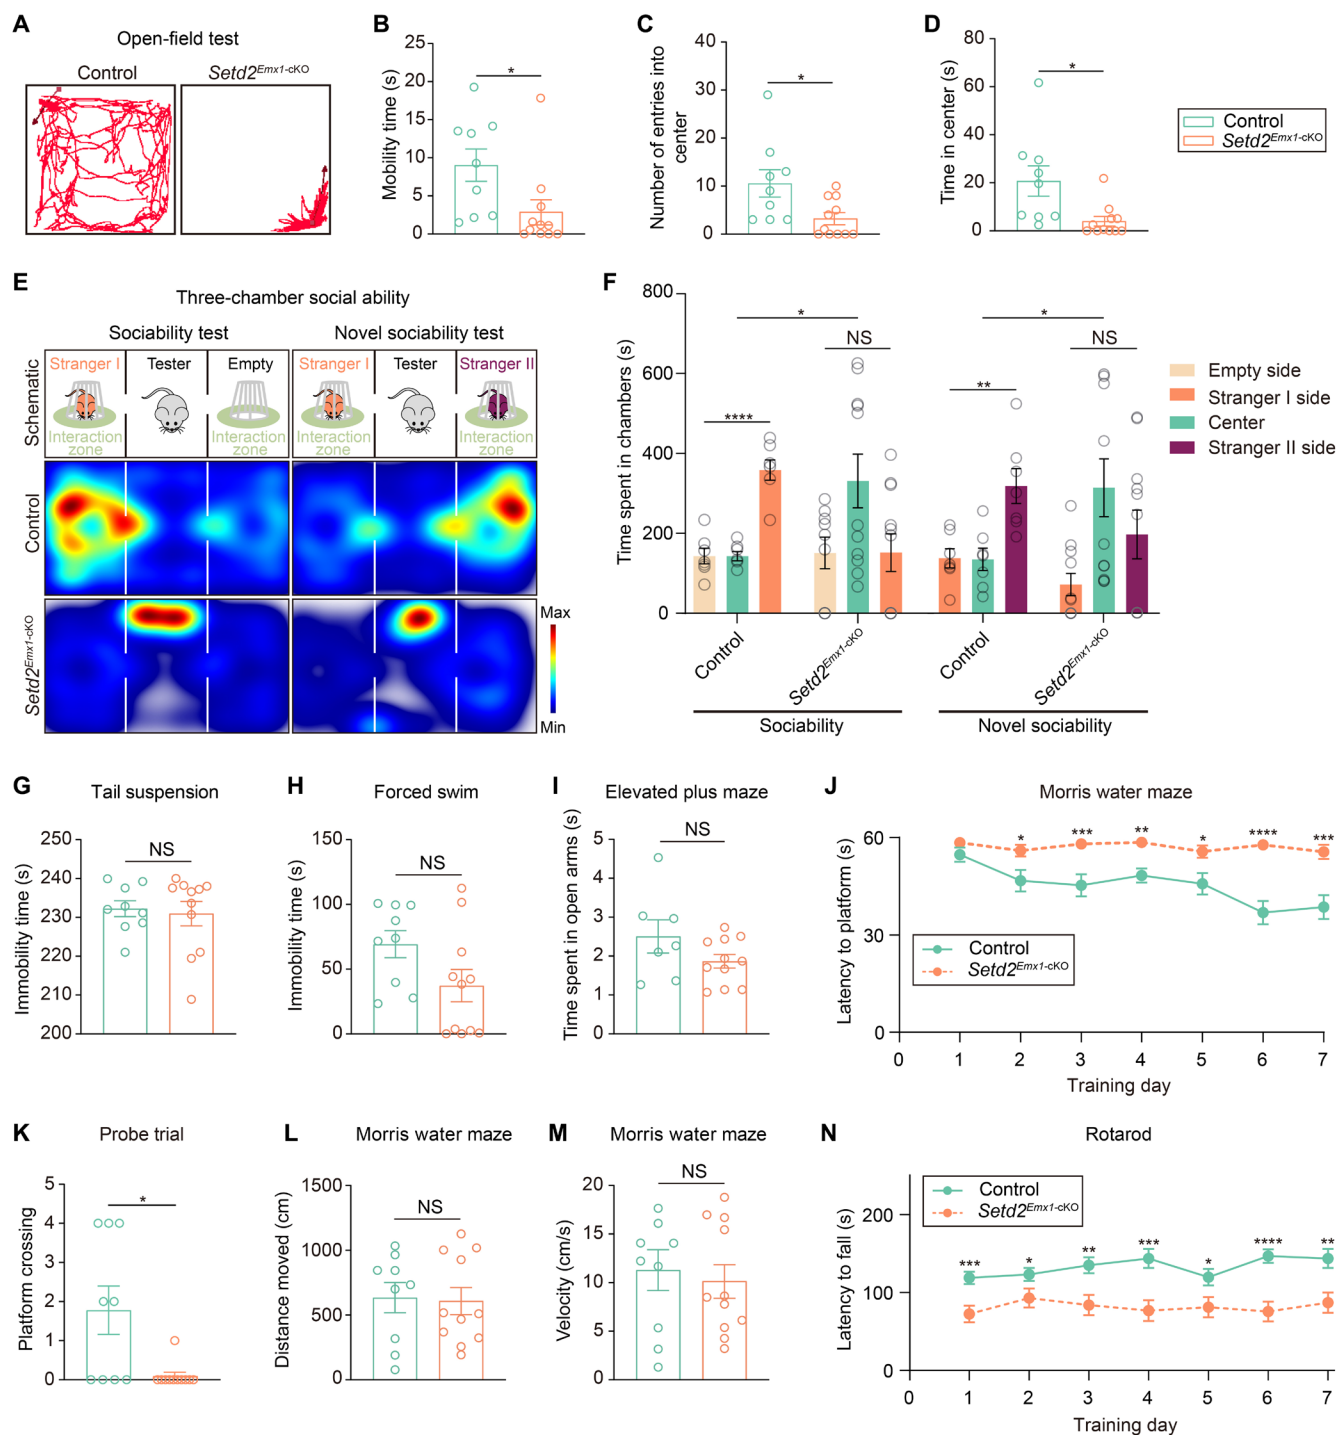 A
Open-field test
Control
Setd2Emx1-cKO
B
Mobility time (s)
25
20
15
10
5
0
*
C
Number of entries into
center
40
30
20
10
0
*
D
Time in center (s)
80
60
40
20
0
*
Control
Setd2Emx1-cKO
E
Three-chamber social ability
Sociability test
Novel sociability test
Schematic
Stranger I
Tester
Empty
Stranger I
Tester
Stranger II
Interaction
zone
Interaction
zone
Interaction
zone
Interaction
zone
Control
Setd2Emx1-cKO
Max
Min
F
Time spent in chambers (s)
800
600
400
200
0
*
NS
****
*
NS
**
Control
Setd2Emx1-cKO
Control
Setd2Emx1-cKO
Sociability
Novel sociability
Empty side
Stranger I side
Center
Stranger II side
G
Tail suspension
Immobility time (s)
250
240
230
220
210
200
NS
H
Forced swim
Immobility time (s)
150
100
50
0
NS
I
Elevated plus maze
Time spent in open arms (s)
5
4
3
2
1
0
NS
J
Morris water maze
Latency to platform (s)
60
30
0
* *** ** * **** ***
Control
Setd2Emx1-cKO
0 1 2 3 4 5 6 7
Training day
K
Probe trial
Platform crossing
5
4
3
2
1
0
*
L
Morris water maze
Distance moved (cm)
1500
1000
500
0
NS
M
Morris water maze
Velocity (cm/s)
20
15
10
5
0
NS
N
Rotarod
Latency to fall (s)
200
100
0
Control
Setd2Emx1-cKO
*** * ** *** * **** **
0 1 2 3 4 5 6 7
Training day